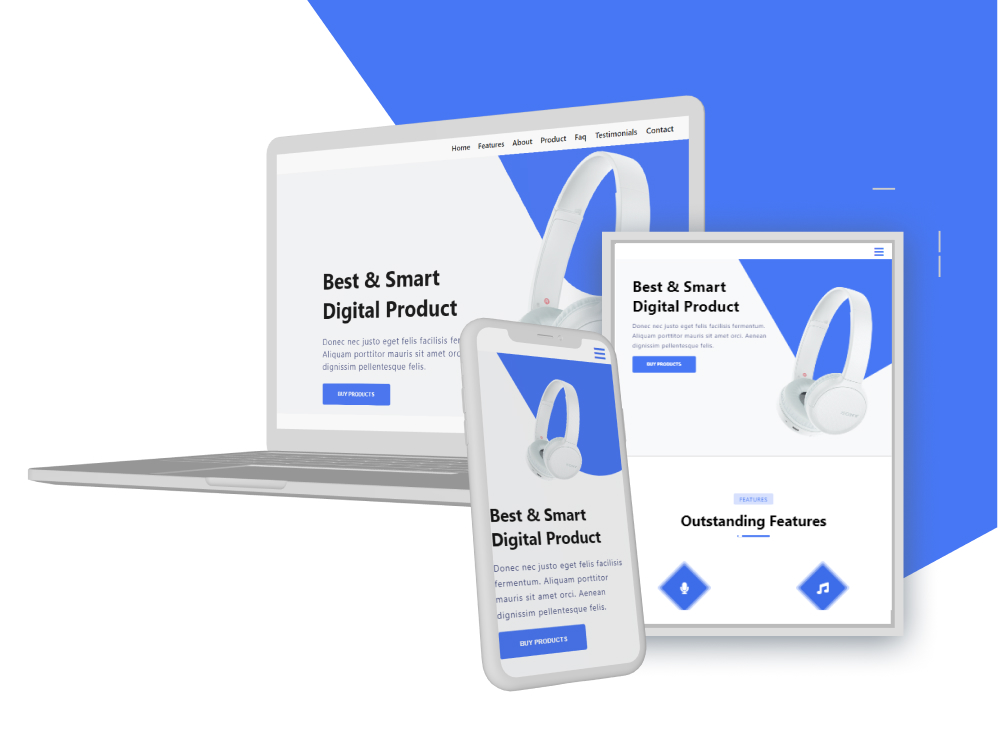 Home Features About Product Faq Testimonials Contact
Best & Smart
Digital Product
Donec nec justo eget felis facilisis fer
Aliquam porttitor mauris sit amet orc
dignissim pellentesque felis.
BUY PRODUCTS
Best & Smart
Digital Product
Donec nec justo eget felis facilisis fermentum.
Aliquam porttitor mauris sit amet orci. Aenean
dignissim pellentesque felis.
BUY PRODUCTS
FEATURES
Outstanding Features
Best & Smart
Digital Product
Donec nec justo eget felis facilisis
fermentum. Aliquam porttitor
mauris sit amet orci. Aenean
dignissim pellentesque felis.
BUY PRODUCTS